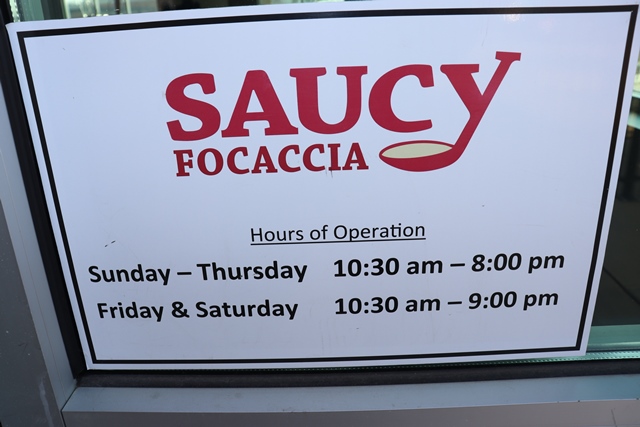 SAUCY
FOCACCIA
Hours of Operation
Sunday – Thursday 10:30 am – 8:00 pm
Friday & Saturday 10:30 am – 9:00 pm